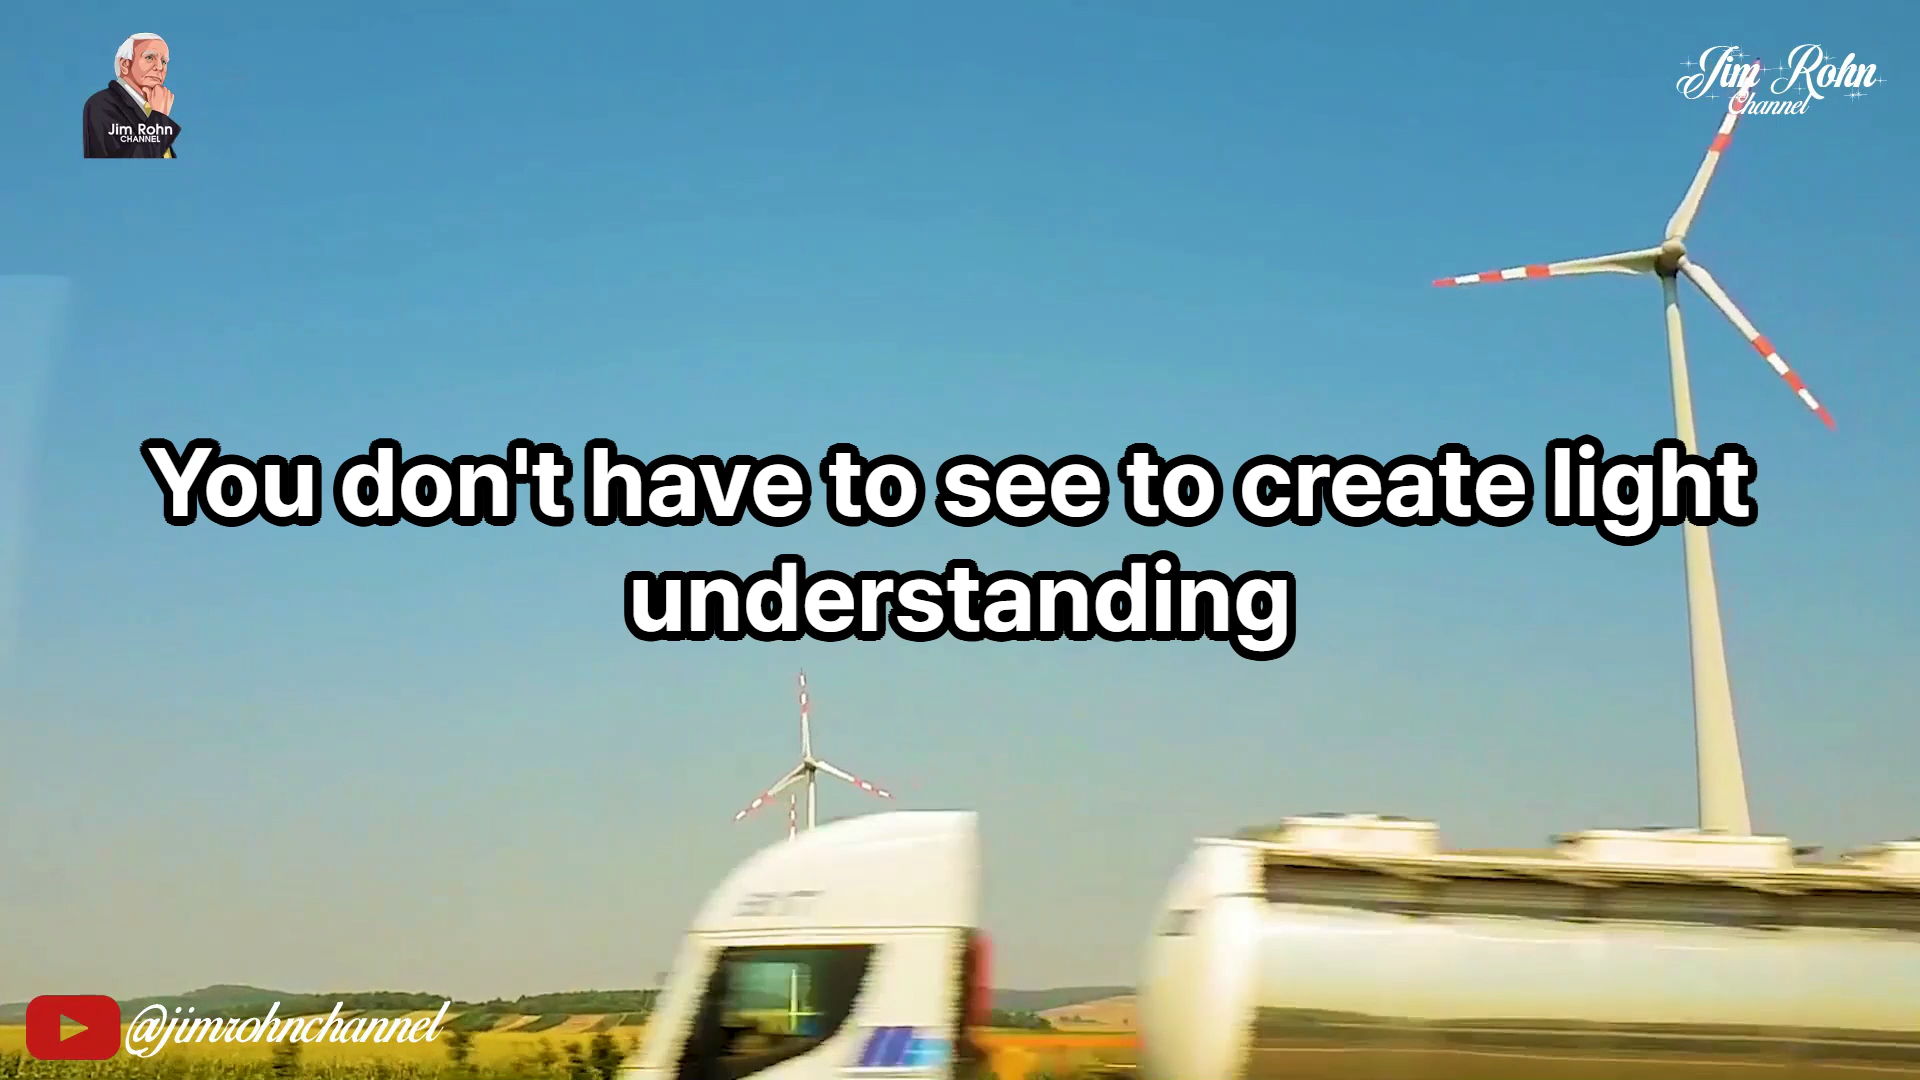 Jim Rohn
CHANNEL
Jim Rohn
Channel
You don't have to see to create light
understanding
@jimrohnchannel